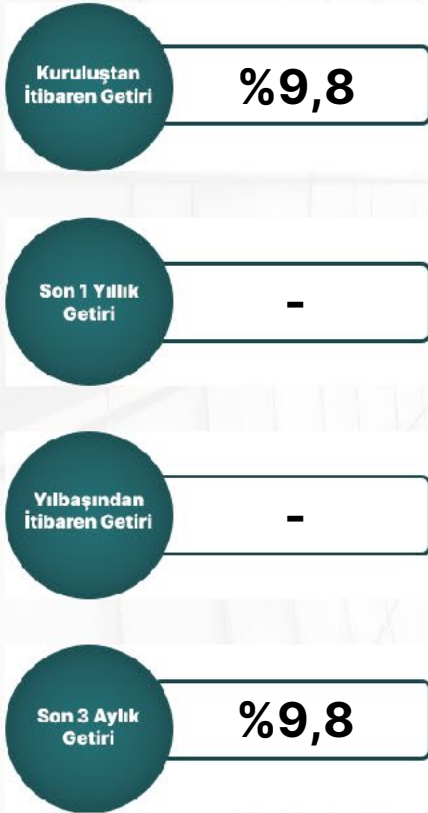 Kuruluştan
İtibaren Getiri
%9,8
Son 1 Yıllık
Getiri
-
Yılbaşından
İtibaren Getiri
-
Son 3 Aylık
Getiri
%9,8